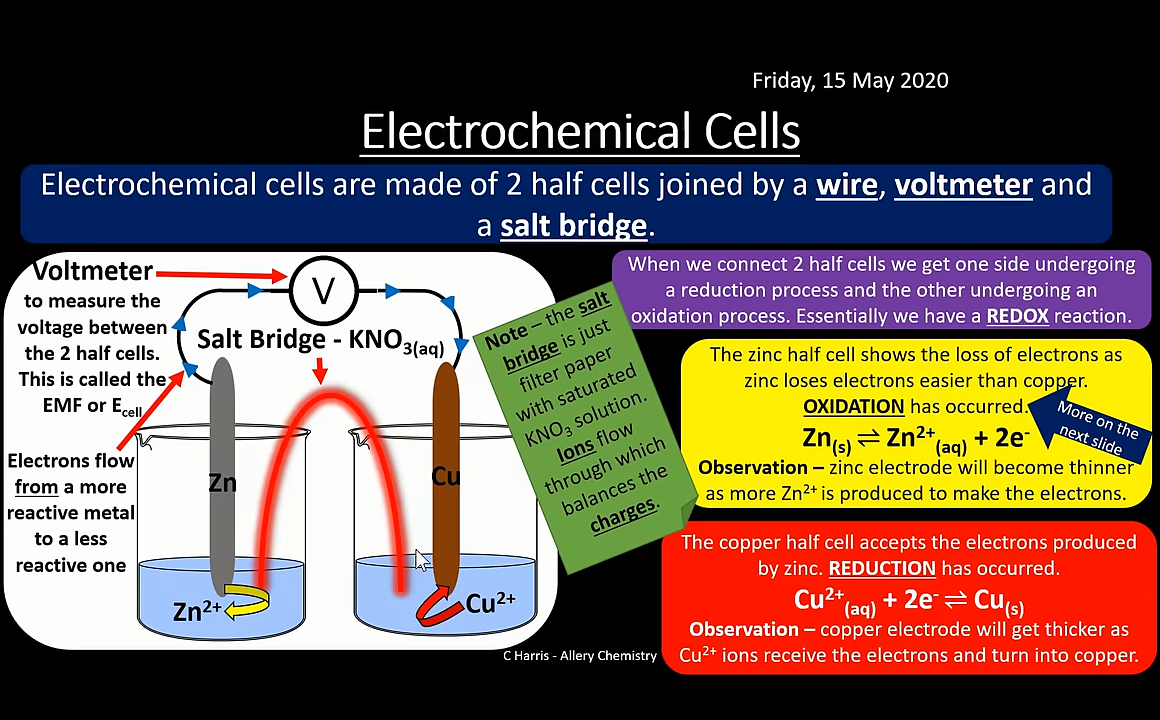 Friday, 15 May 2020
Electrochemical Cells
Electrochemical cells are made of 2 half cells joined by a wire, voltmeter and
a salt bridge.
Voltmeter
to measure the
voltage between
the 2 half cells.
This is called the
EMF or Ecell
Electrons flow
from a more
reactive metal
to a less
reactive one
V
Salt Bridge - KNO3(aq)
Zn
Cu
Zn2+
Cu2+
Note – the salt
bridge is just
filter paper
with saturated
KNO3 solution.
Ions flow
through which
balances the
charges.
When we connect 2 half cells we get one side undergoing
a reduction process and the other undergoing an
oxidation process. Essentially we have a REDOX reaction.
The zinc half cell shows the loss of electrons as
zinc loses electrons easier than copper.
OXIDATION has occurred.
Zn(s) ⇌ Zn2+(aq) + 2e-
Observation – zinc electrode will become thinner
as more Zn2+ is produced to make the electrons.
More on the
next slide
The copper half cell accepts the electrons produced
by zinc. REDUCTION has occurred.
Cu2+(aq) + 2e- ⇌ Cu(s)
Observation – copper electrode will get thicker as
Cu2+ ions receive the electrons and turn into copper.
C Harris - Allery Chemistry